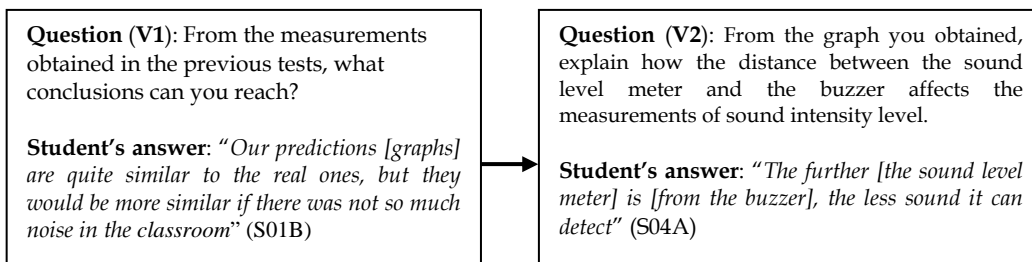 Question (V1): From the measurements
obtained in the previous tests, what
conclusions can you reach?
Student's answer: "Our predictions [graphs]
are quite similar to the real ones, but they
would be more similar if there was not so much
noise in the classroom" (S01B)
Question (V2): From the graph you obtained,
explain how the distance between the sound
level meter and the buzzer affects the
measurements of sound intensity level.
Student's answer: "The further [the sound level
meter] is [from the buzzer], the less sound it can
detect" (S04A)